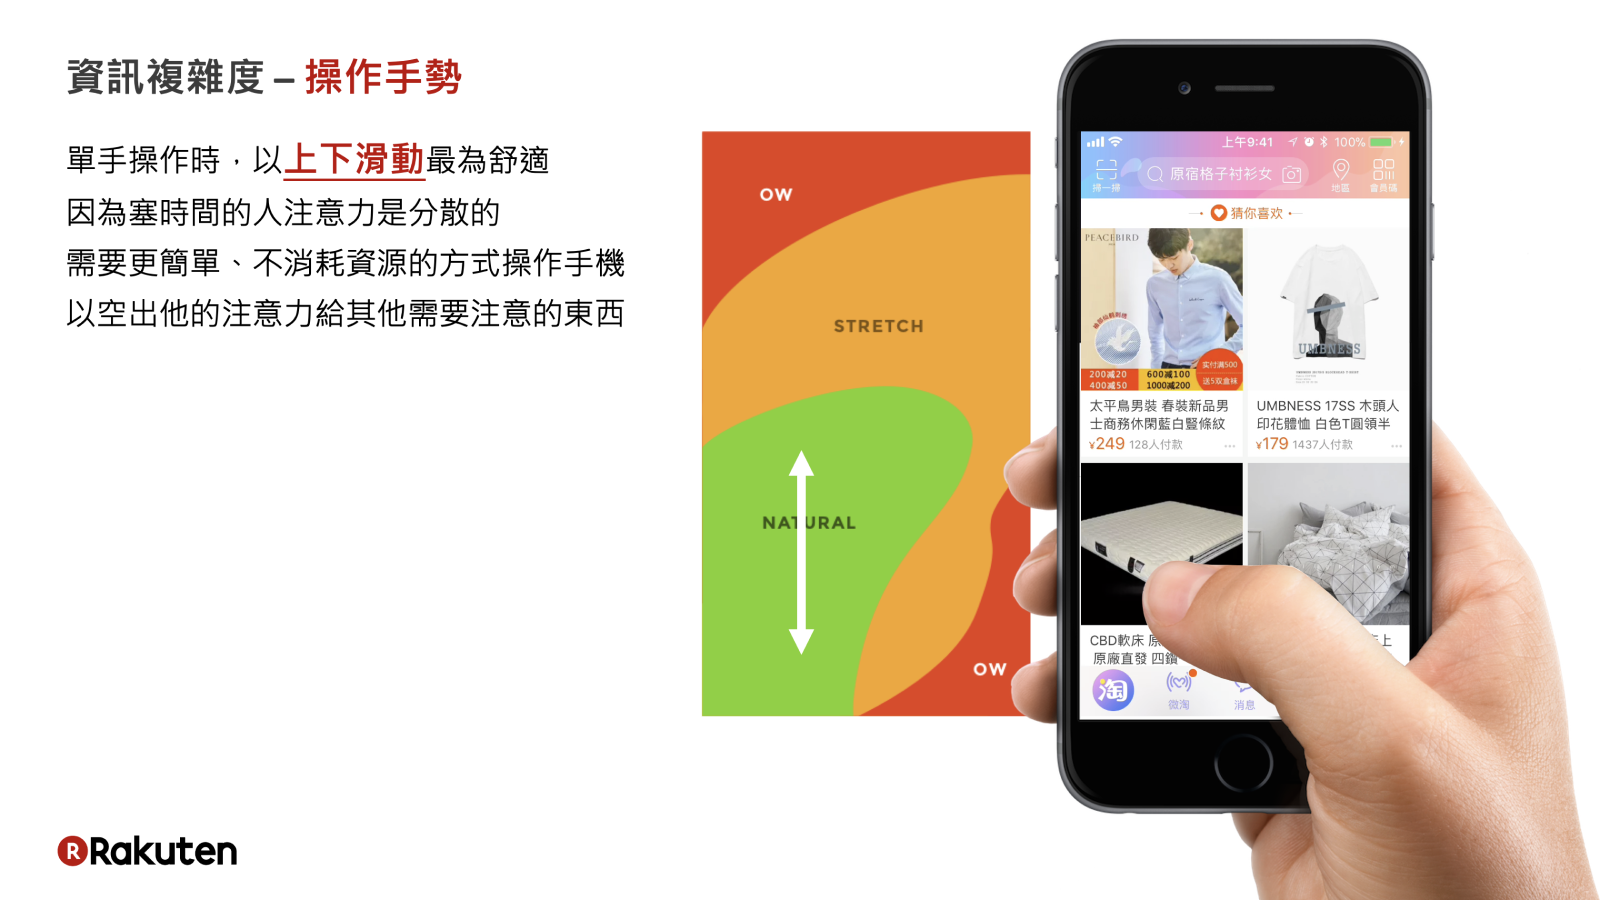 資訊複雜度 – 操作手勢
單手操作時，以上下滑動最為舒適
因為塞時間的人注意力是分散的
需要更簡單、不消耗資源的方式操作手機
以空出他的注意力給其他需要注意的東西
OW
STRETCH
NATURAL
OW
上午9:41
100%
掃一掃
原宿格子衬衫女
地區
會員碼
猜你喜欢
PEACEBIRD
200减20
400减50
600减100
1000减200
实付满500
送5双盒袜
UMBNESS
太平鳥男裝 春裝新品男
士商務休閑藍白豎條紋
¥249 128人付款
UMBNESS 17SS 木頭人
印花體恤 白色T圓領半
¥179 1437人付款
CBD軟床 原
原廠直發 四鑽
上
淘
微淘
消息
R Rakuten